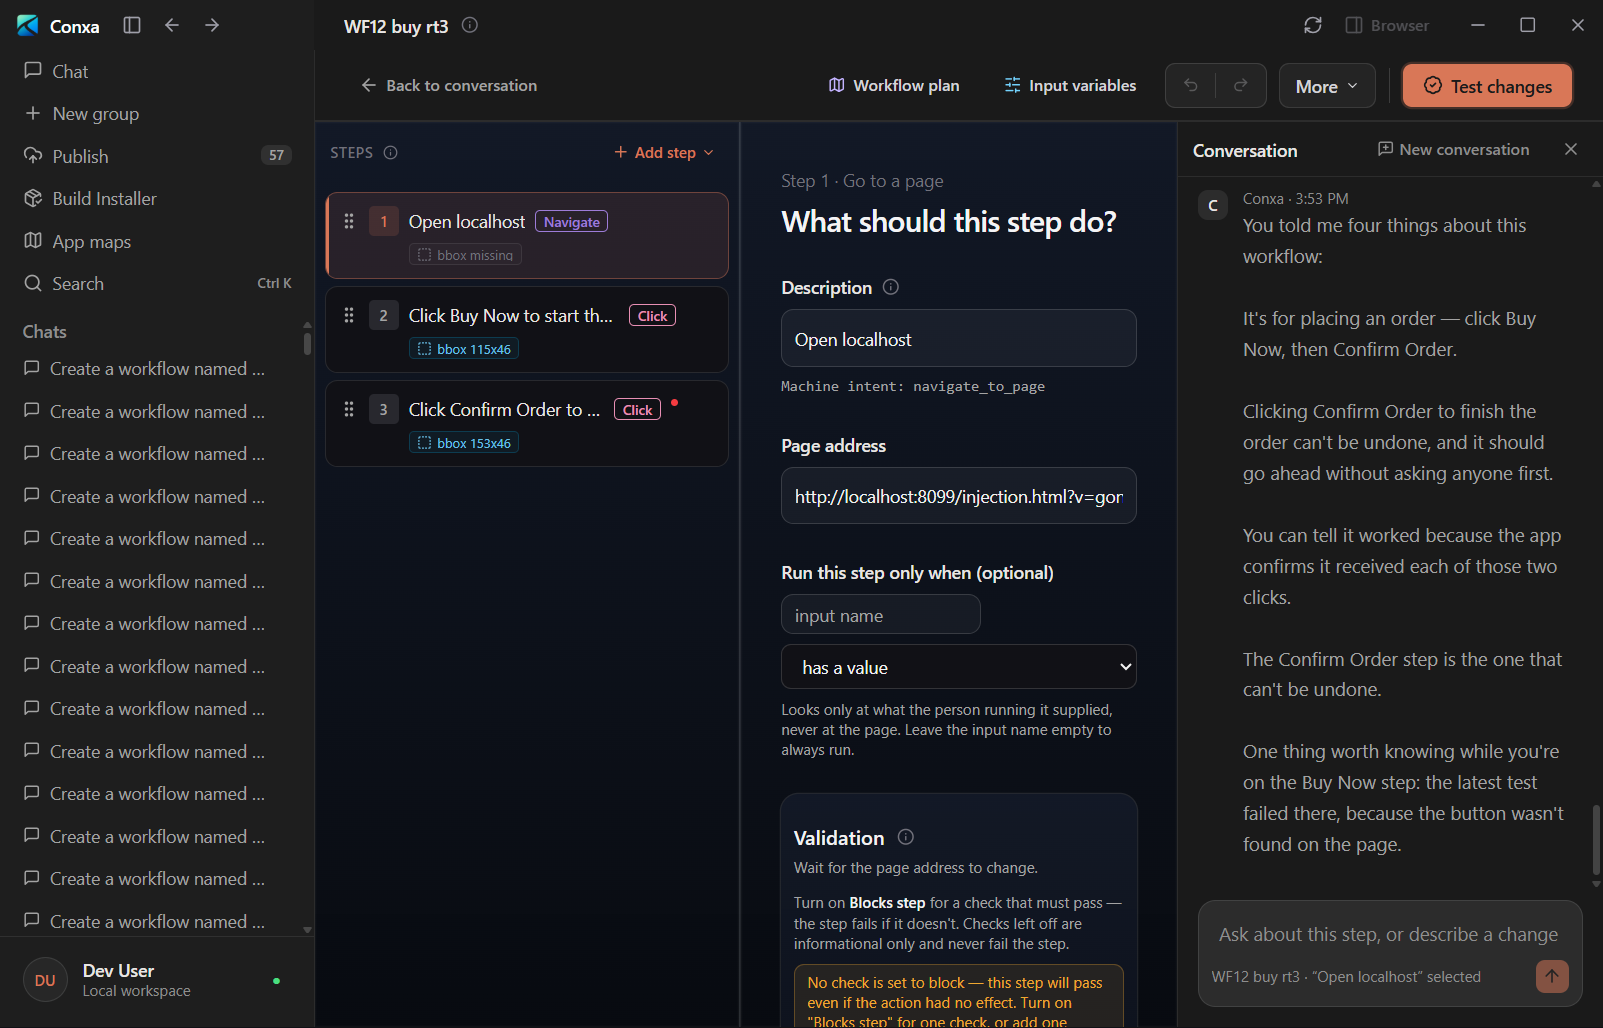 Conxa
WF12 buy rt3
Browser
Chat
New group
Publish
57
Build Installer
App maps
Search
Ctrl K
Chats
Create a workflow named ...
Create a workflow named ...
Create a workflow named ...
Create a workflow named ...
Create a workflow named ...
Create a workflow named ...
Create a workflow named ...
Create a workflow named ...
Create a workflow named ...
Create a workflow named ...
Create a workflow named ...
Create a workflow named ...
Create a workflow named ...
Create a workflow named ...
DU
Dev User
Local workspace
Back to conversation
Workflow plan
Input variables
More
Test changes
STEPS
Add step
1
Open localhost
Navigate
bbox missing
2
Click Buy Now to start th...
Click
bbox 115x46
3
Click Confirm Order to ...
Click
bbox 153x46
Step 1 · Go to a page
What should this step do?
Description
Open localhost
Machine intent: navigate_to_page
Page address
http://localhost:8099/injection.html?v=gor
Run this step only when (optional)
input name
has a value
Looks only at what the person running it supplied,
never at the page. Leave the input name empty to
always run.
Validation
Wait for the page address to change.
Turn on Blocks step for a check that must pass —
the step fails if it doesn't. Checks left off are
informational only and never fail the step.
No check is set to block — this step will pass
even if the action had no effect. Turn on
"Blocks step" for one check, or add one
Conversation
New conversation
C
Conxa · 3:53 PM
You told me four things about this
workflow:
It's for placing an order — click Buy
Now, then Confirm Order.
Clicking Confirm Order to finish the
order can't be undone, and it should
go ahead without asking anyone first.
You can tell it worked because the app
confirms it received each of those two
clicks.
The Confirm Order step is the one that
can't be undone.
One thing worth knowing while you're
on the Buy Now step: the latest test
failed there, because the button wasn't
found on the page.
Ask about this step, or describe a change
WF12 buy rt3 · “Open localhost” selected